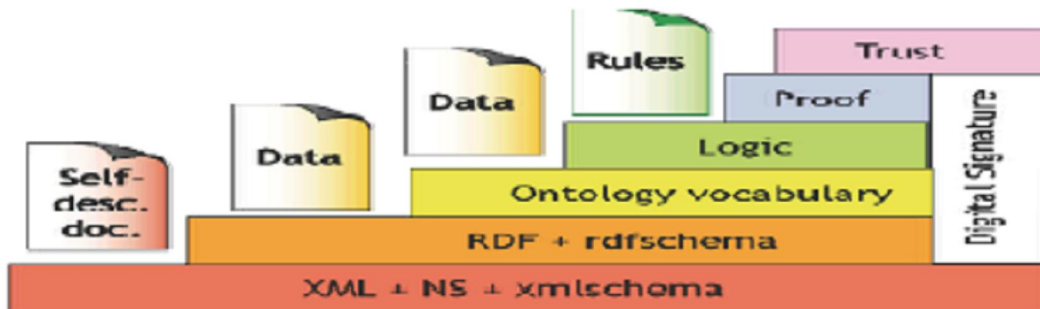 Rules
Trust
Data
Proof
Data
Logic
Self-
desc.
doc.
Ontology vocabulary
Digital Signature
RDF + rdfschema
XML + NS + xmlschema